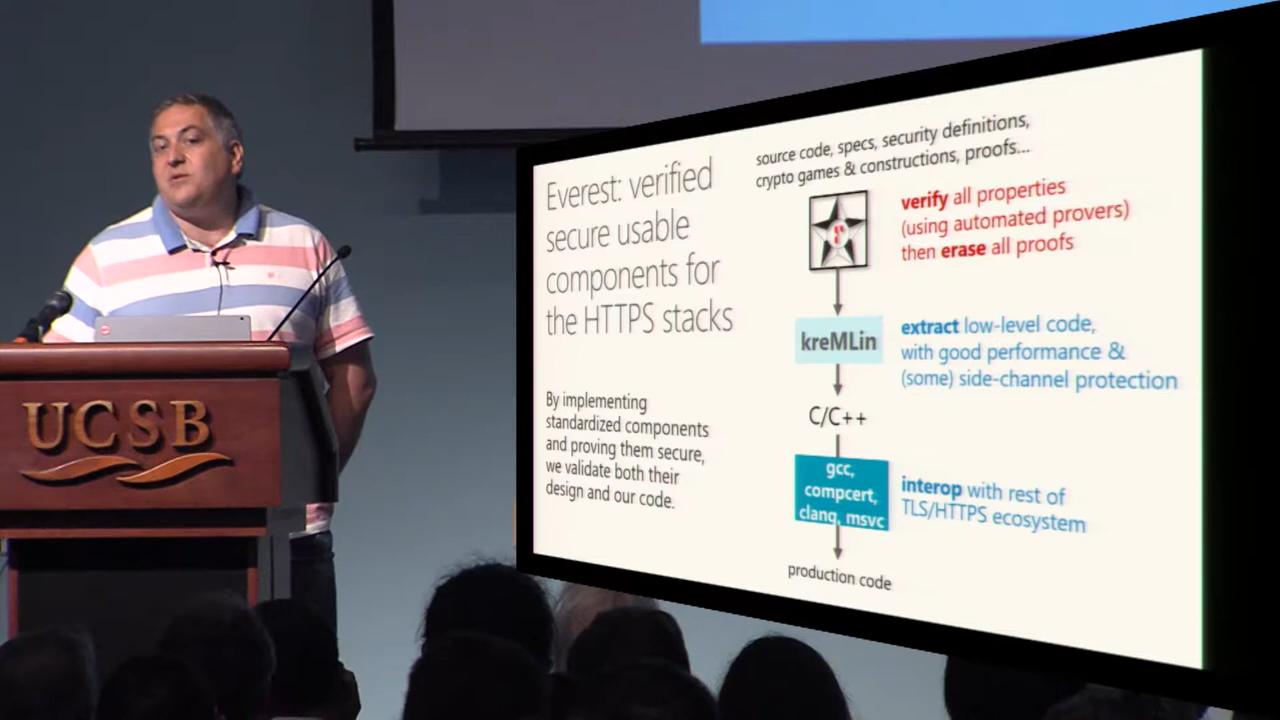 UCSB
Everest: verified
secure usable
components for
the HTTPS stacks
By implementing
standardized components
and proving them secure,
we validate both their
design and our code.
source code, specs, security definitions,
crypto games & constructions, proofs...
verify all properties
(using automated provers)
then erase all proofs
kreMLin
extract low-level code,
with good performance &
(some) side-channel protection
C/C++
gcc,
compcert,
clang, msvc
interop with rest of
TLS/HTTPS ecosystem
production code